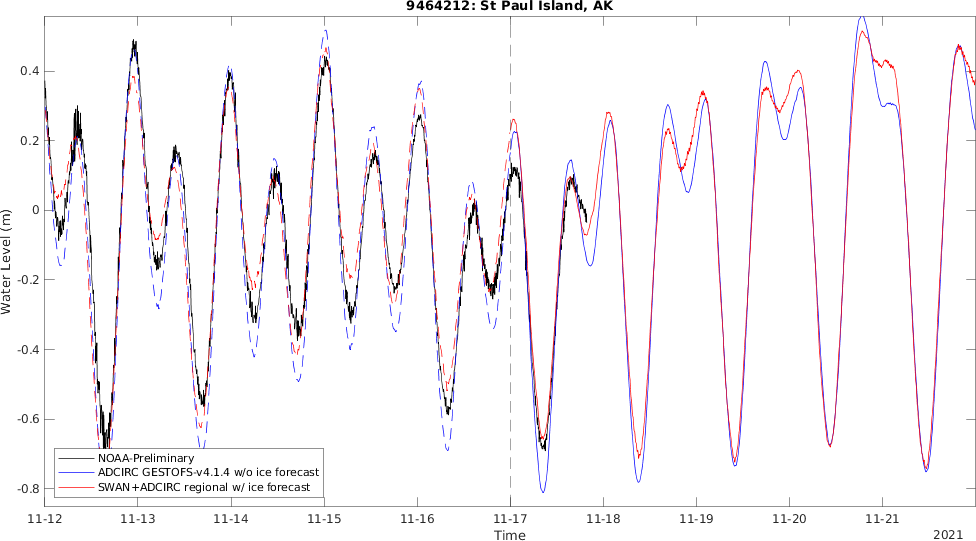 9464212: St Paul Island, AK
Water Level (m)
0.4
0.2
0
-0.2
-0.4
-0.6
-0.8
NOAA-Preliminary
ADCIRC GESTOFS-v4.1.4 w/o ice forecast
SWAN+ADCIRC regional w/ ice forecast
11-12 11-13 11-14 11-15 11-16 11-17 11-18 11-19 11-20 11-21
Time
2021